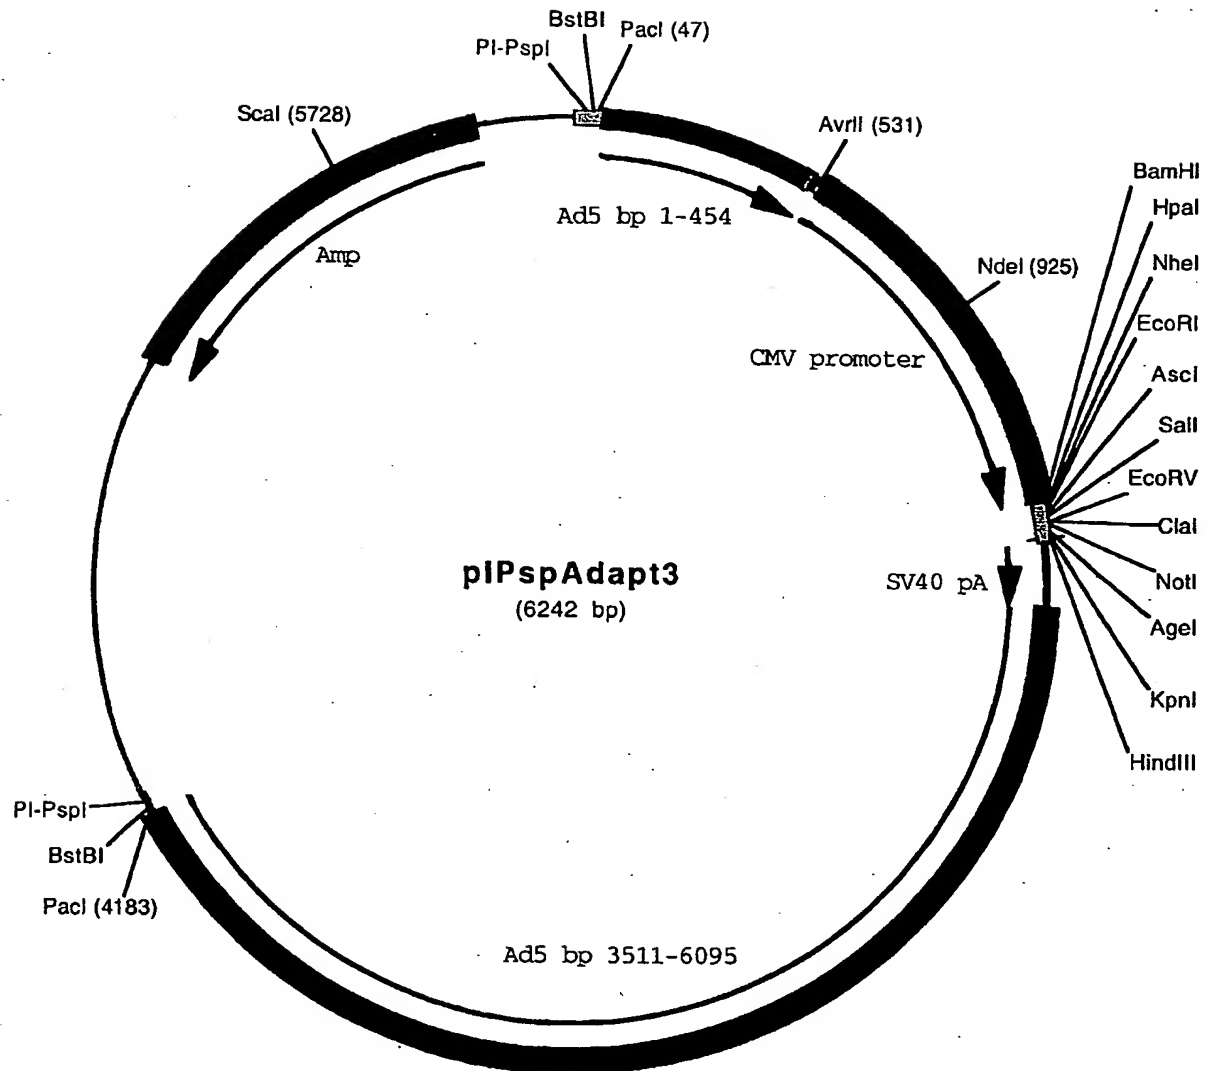 BstBI
PacI (47)
PI-PspI
ScaI (5728)
AvrII (531)
BamHI
HpaI
Ad5 bp 1-454
Amp
NheI
NdeI (925)
EcoRI
CMV promoter
AscI
SalI
EcoRV
ClaI
pIPspAdapt3
(6242 bp)
SV40 pA
NotI
AgeI
KpnI
HindIII
PI-PspI
BstBI
PacI (4183)
Ad5 bp 3511-6095